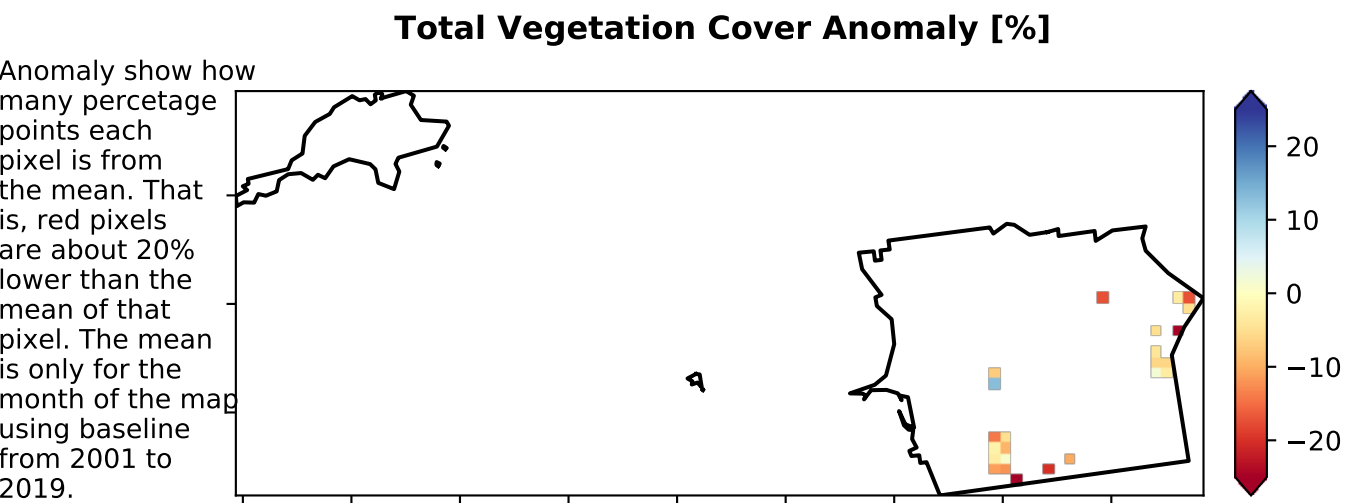 Total Vegetation Cover Anomaly [%]
Anomaly show how
many percetage
points each
pixel is from
the mean. That
is, red pixels
are about 20%
lower than the
mean of that
pixel. The mean
is only for the
month of the map
using baseline
from 2001 to
2019.
20
10
0
−10
−20